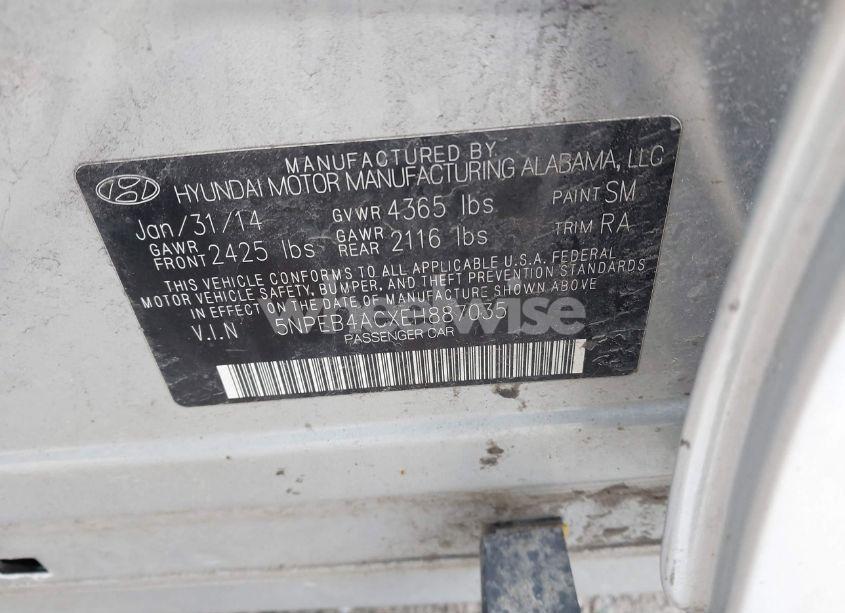 MANUFACTURED BY
HYUNDAI MOTOR MANUFACTURING ALABAMA, LLC
Jan/31/14 GVWR 4365 lbs PAINT SM
GAWR FRONT 2425 lbs GAWR REAR 2116 lbs TRIM RA
THIS VEHICLE CONFORMS TO ALL APPLICABLE U.S.A. FEDERAL
MOTOR VEHICLE SAFETY, BUMPER, AND THEFT PREVENTION STANDARDS
IN EFFECT ON THE DATE OF MANUFACTURE SHOWN ABOVE
V.I.N 5NPEB4ACXEH887035
PASSENGER CAR
wheelwise